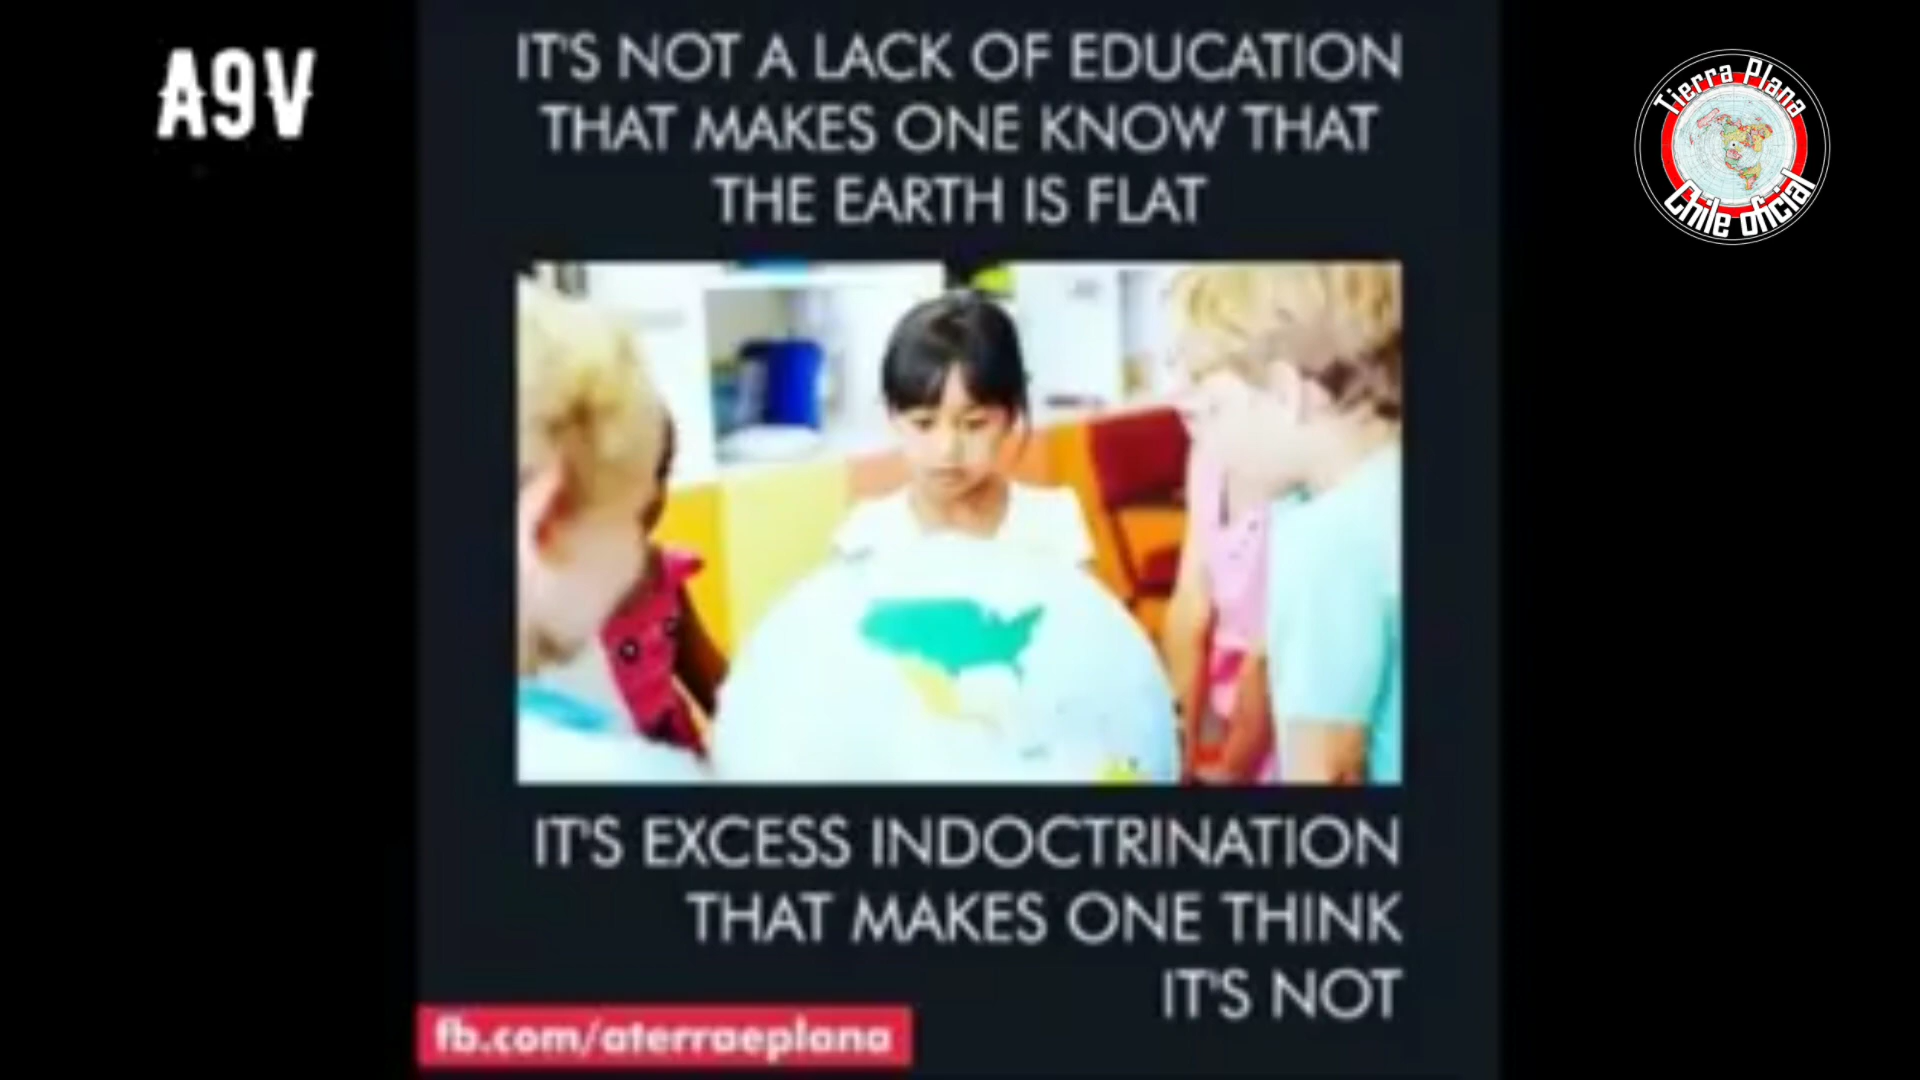 A9V
Tierra Plana
Chile oficial
IT'S NOT A LACK OF EDUCATION
THAT MAKES ONE KNOW THAT
THE EARTH IS FLAT
IT'S EXCESS INDOCTRINATION
THAT MAKES ONE THINK
IT'S NOT
fb.com/aterraeplana